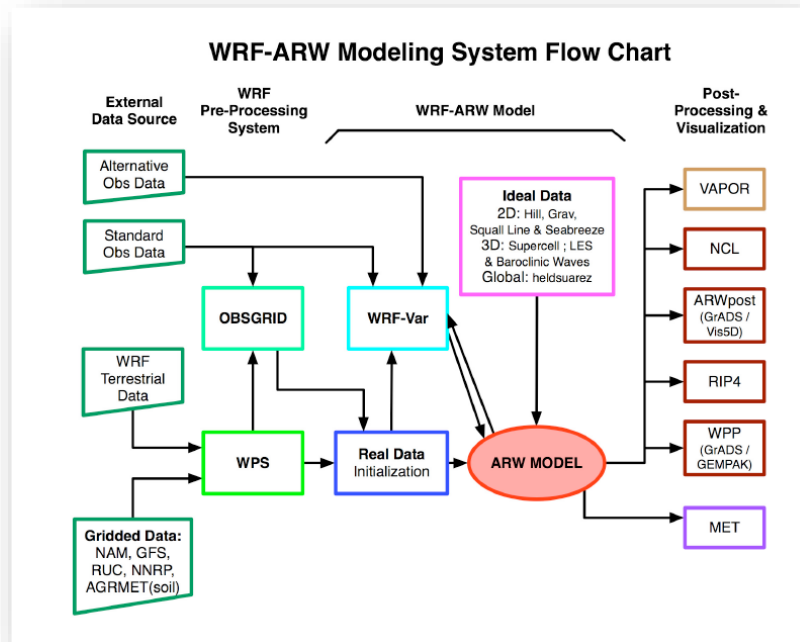 WRF-ARW Modeling System Flow Chart
External
Data Source
WRF
Pre-Processing
System
WRF-ARW Model
Post-
Processing &
Visualization
Alternative
Obs Data
Standard
Obs Data
Ideal Data
2D: Hill, Grav,
Squall Line & Seabreeze
3D: Supercell ; LES
& Baroclinic Waves
Global: heldsuarez
VAPOR
NCL
OBSGRID
WRF-Var
ARWpost
(GrADS /
Vis5D)
WRF
Terrestrial
Data
RIP4
WPS
Real Data
Initialization
ARW MODEL
WPP
(GrADS /
GEMPAK)
Gridded Data:
NAM, GFS,
RUC, NNRP,
AGRMET(soil)
MET